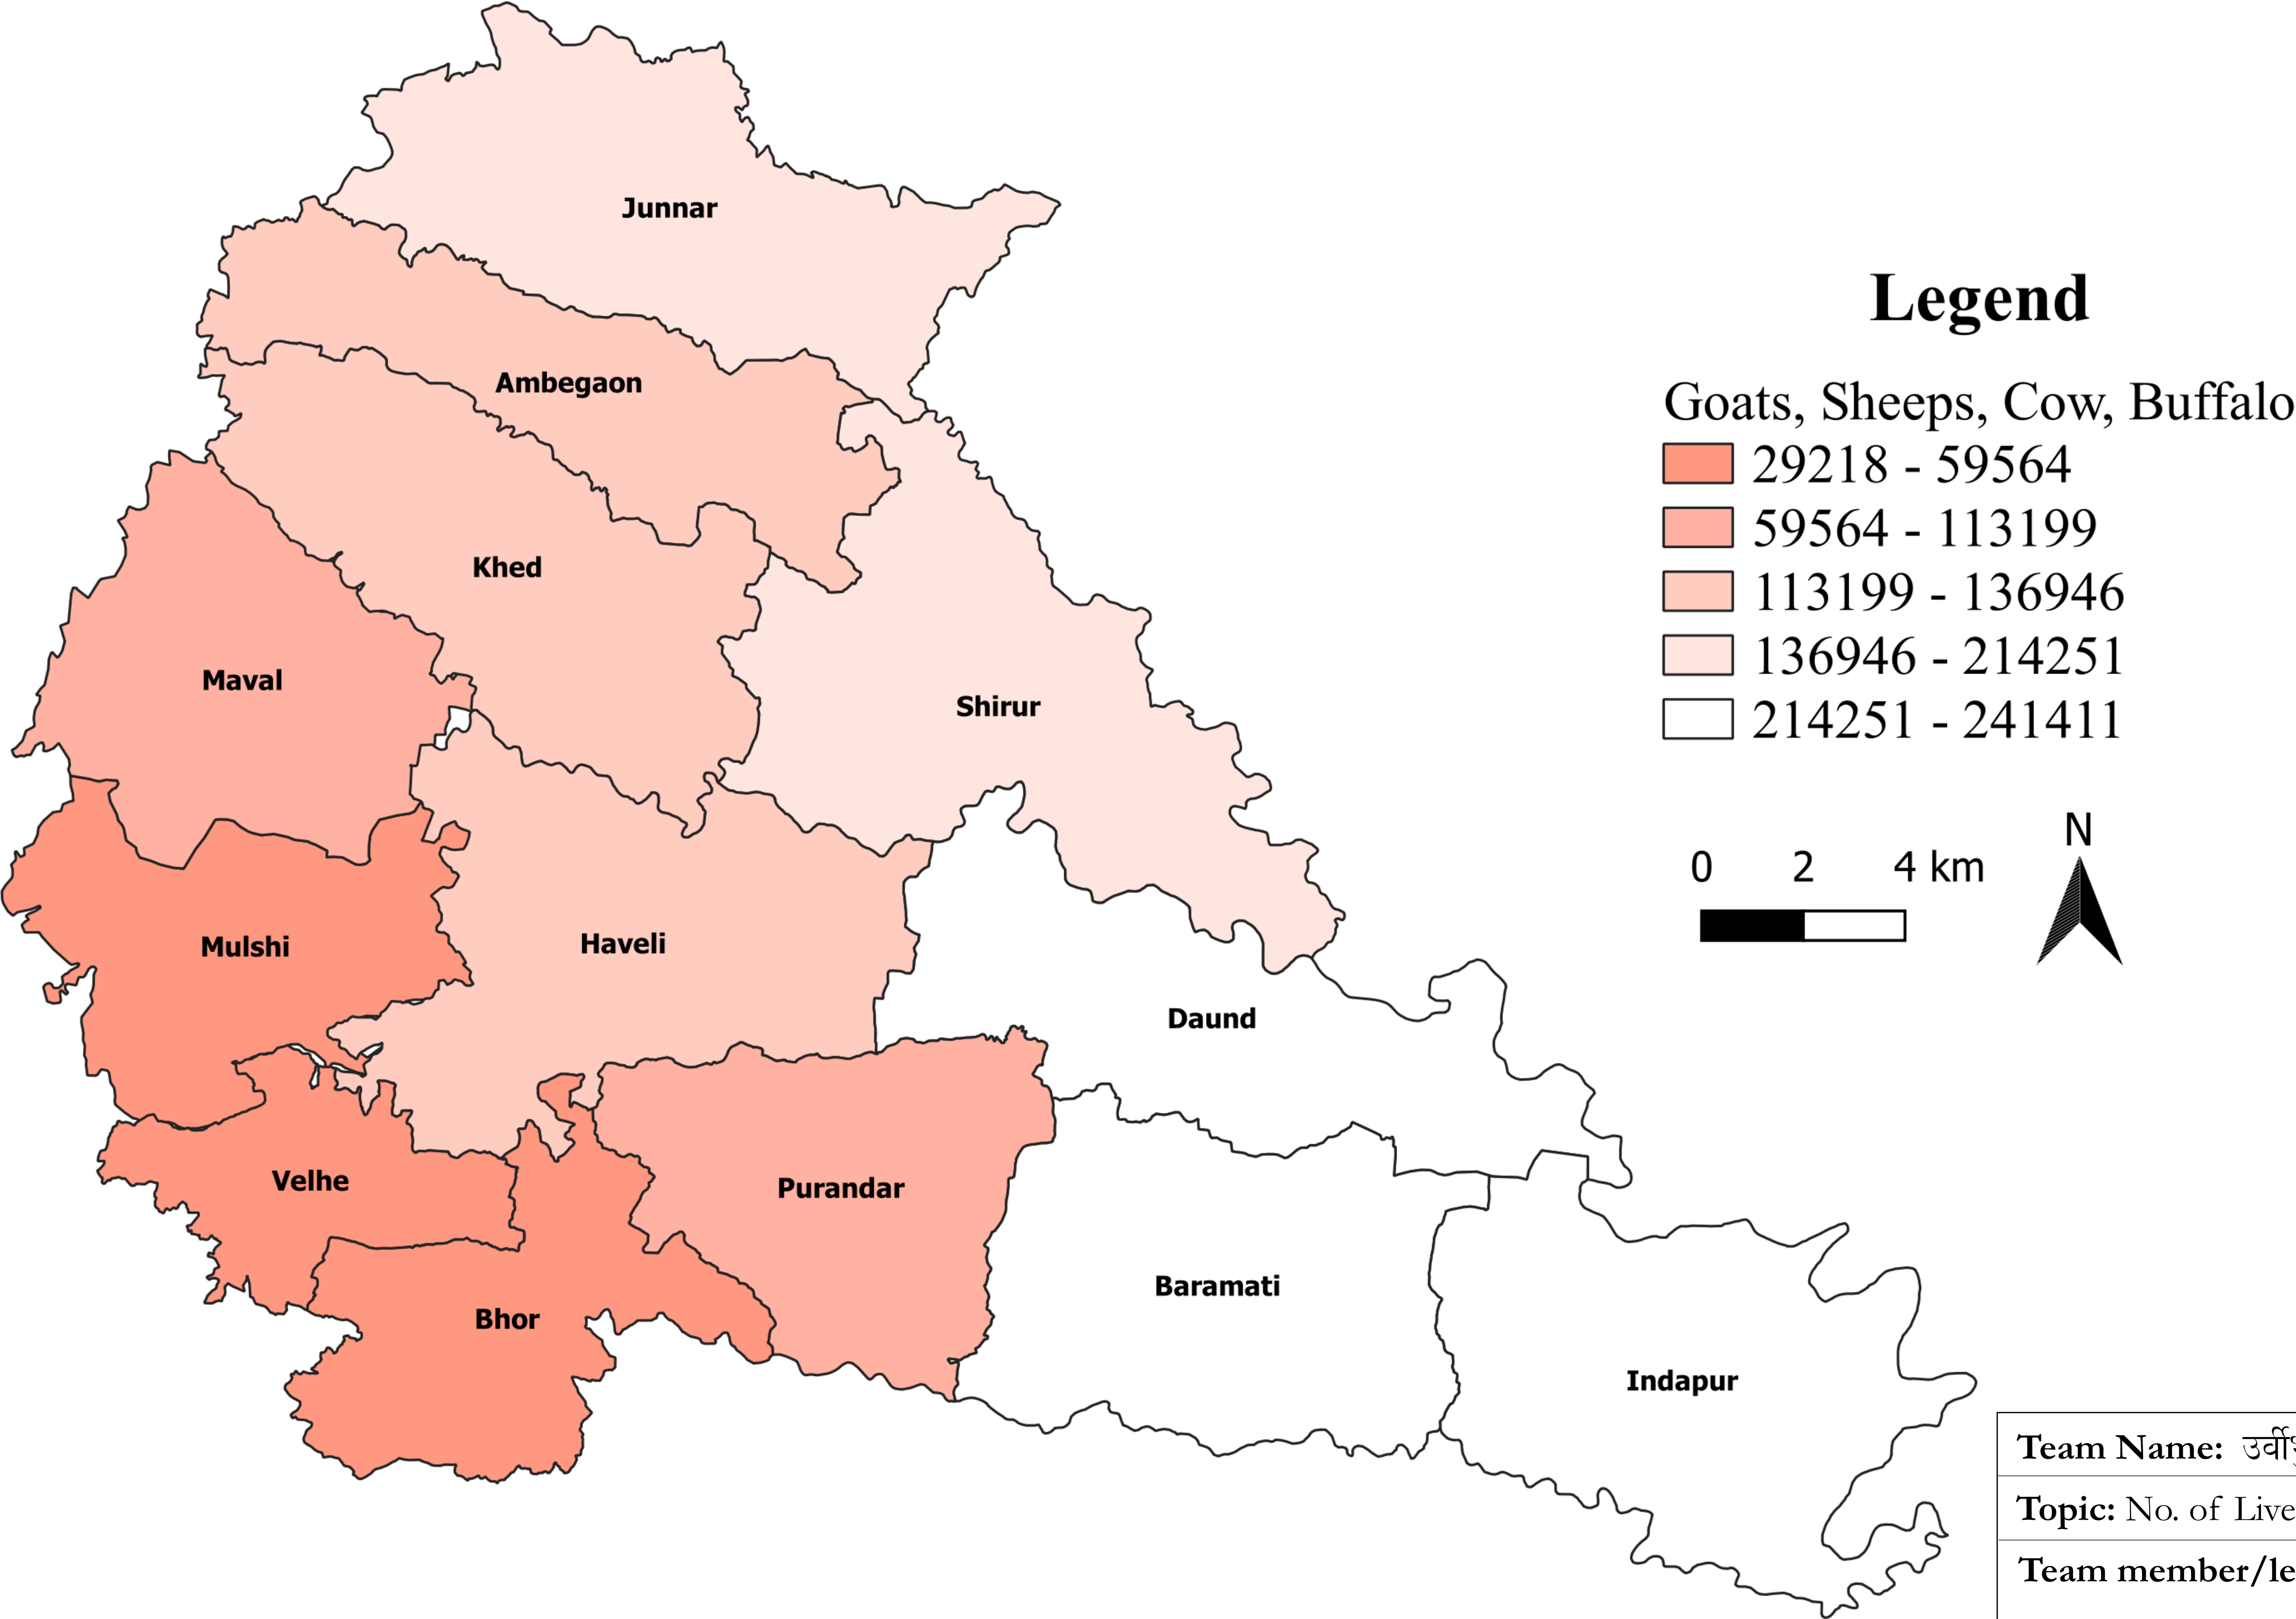 Junnar
Ambegaon
Khed
Maval
Shirur
Mulshi
Haveli
Daund
Velhe
Purandar
Baramati
Bhor
Indapur
Legend
Goats, Sheeps, Cow, Buffalo
29218 - 59564
59564 - 113199
113199 - 136946
136946 - 214251
214251 - 241411
N
0 2 4 km
Team Name:
Topic: No. of Live
Team member/le